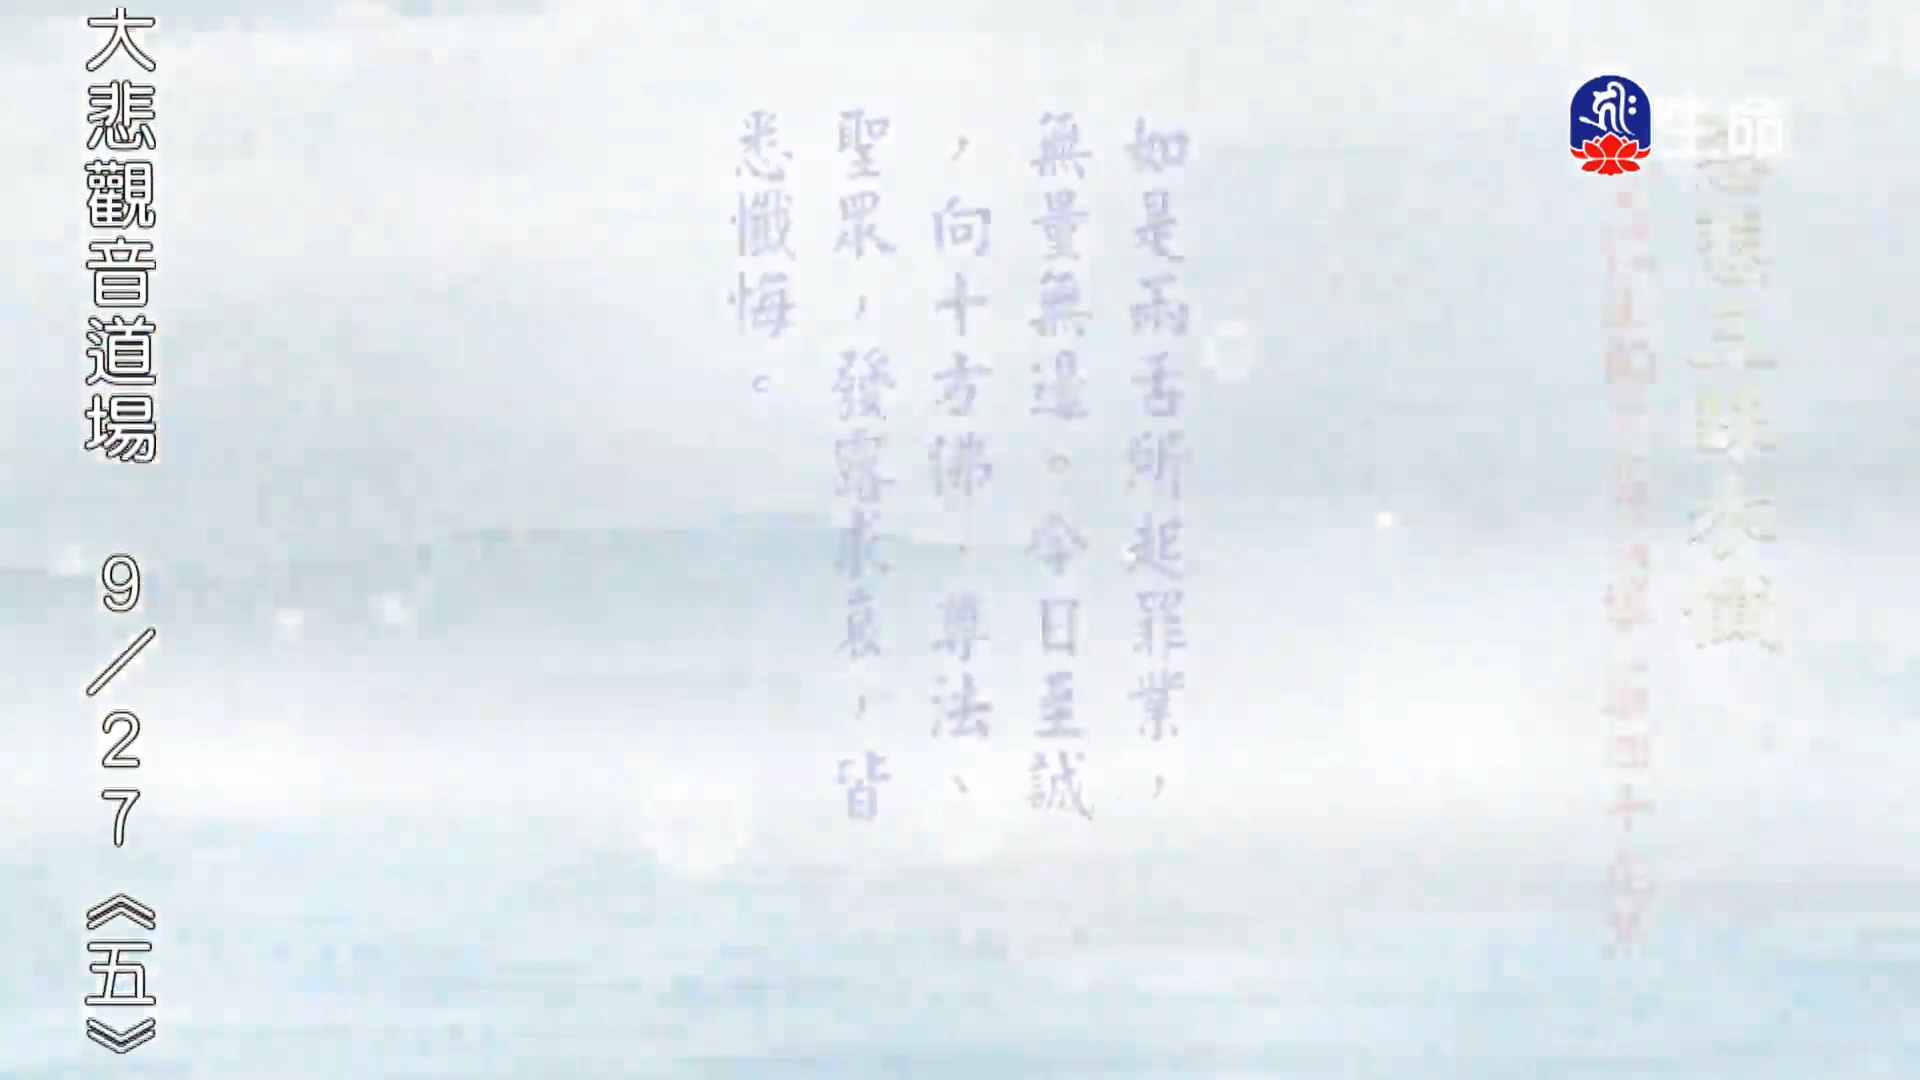 生命
如是兩舌所起罪業，
無量無邊。今日至誠
，向十方佛．尊法、
聖眾，發露求哀，皆
悉懺悔。
大悲觀音道場 9／27《五》